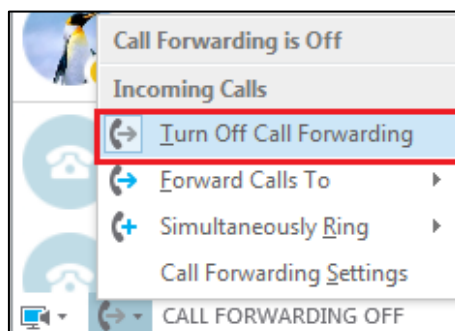 Call Forwarding is Off
Incoming Calls
Turn Off Call Forwarding
Forward Calls To
Simultaneously Ring
Call Forwarding Settings
CALL FORWARDING OFF